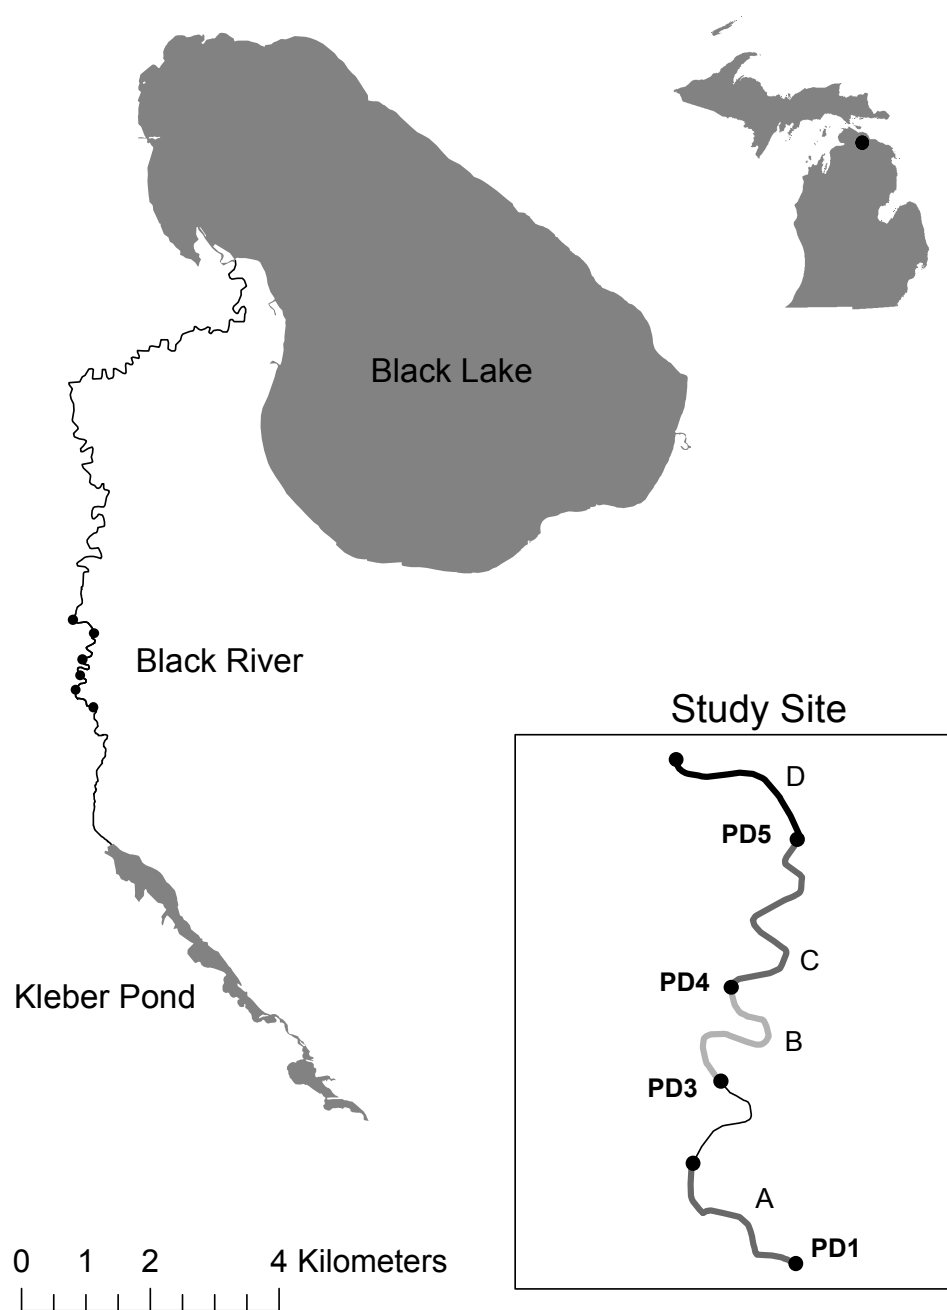 Black Lake
Black River
Study Site
D
PD5
C
PD4
B
PD3
A
PD1
Kleber Pond
0 1 2 4 Kilometers